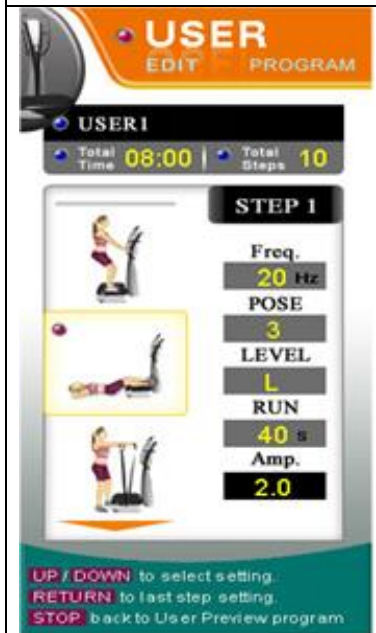 USER
EDIT PROGRAM
USER1
Total Time 08:00 Total Steps 10
STEP 1
Freq.
20 Hz
POSE
3
LEVEL
L
RUN
40 s
Amp.
2.0
UP / DOWN to select setting.
RETURN to last step setting.
STOP back to User Preview program